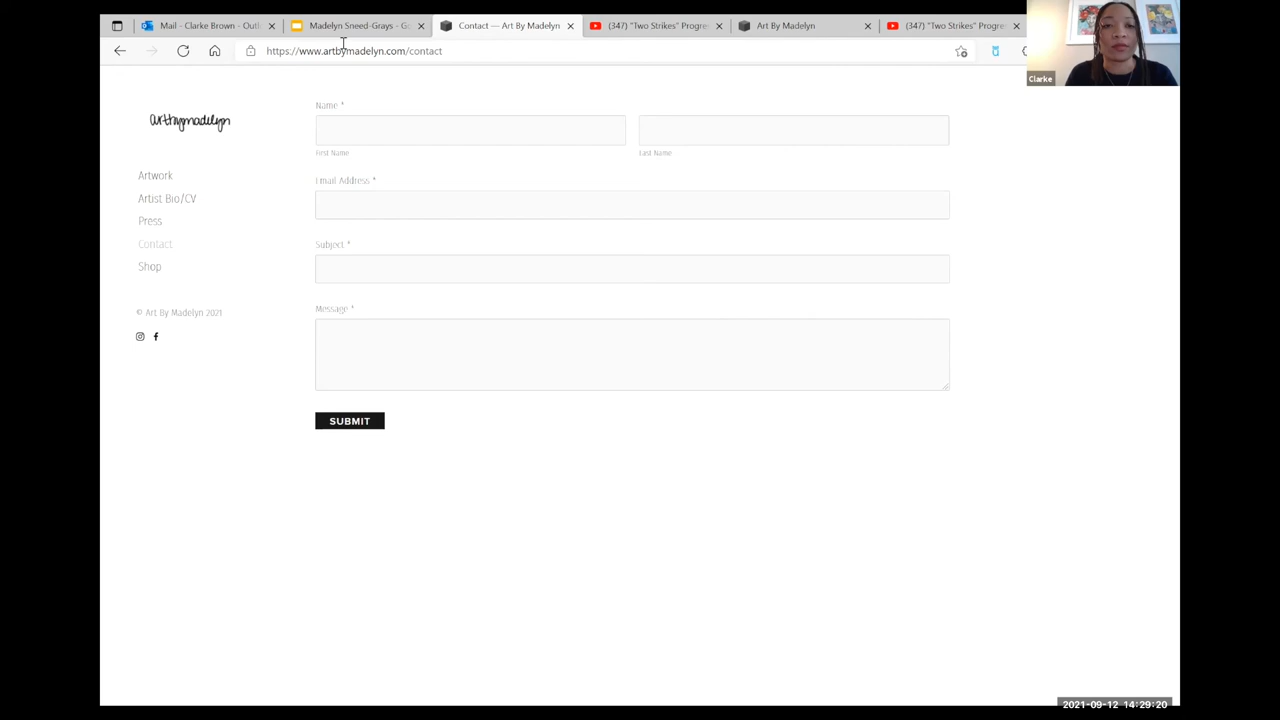 Mail - Clarke Brown - Outl
Madelyn Sneed-Grays - Go
Contact — Art By Madelyn
(347) "Two Strikes" Progre
Art By Madelyn
(347) "Two Strikes" Progre
https://www.artbymadelyn.com/contact
Clarke
artbymadelyn
Artwork
Artist Bio/CV
Press
Contact
Shop
© Art By Madelyn 2021
Name *
First Name
Last Name
Email Address *
Subject *
Message *
SUBMIT
2021-09-12 14:29:20